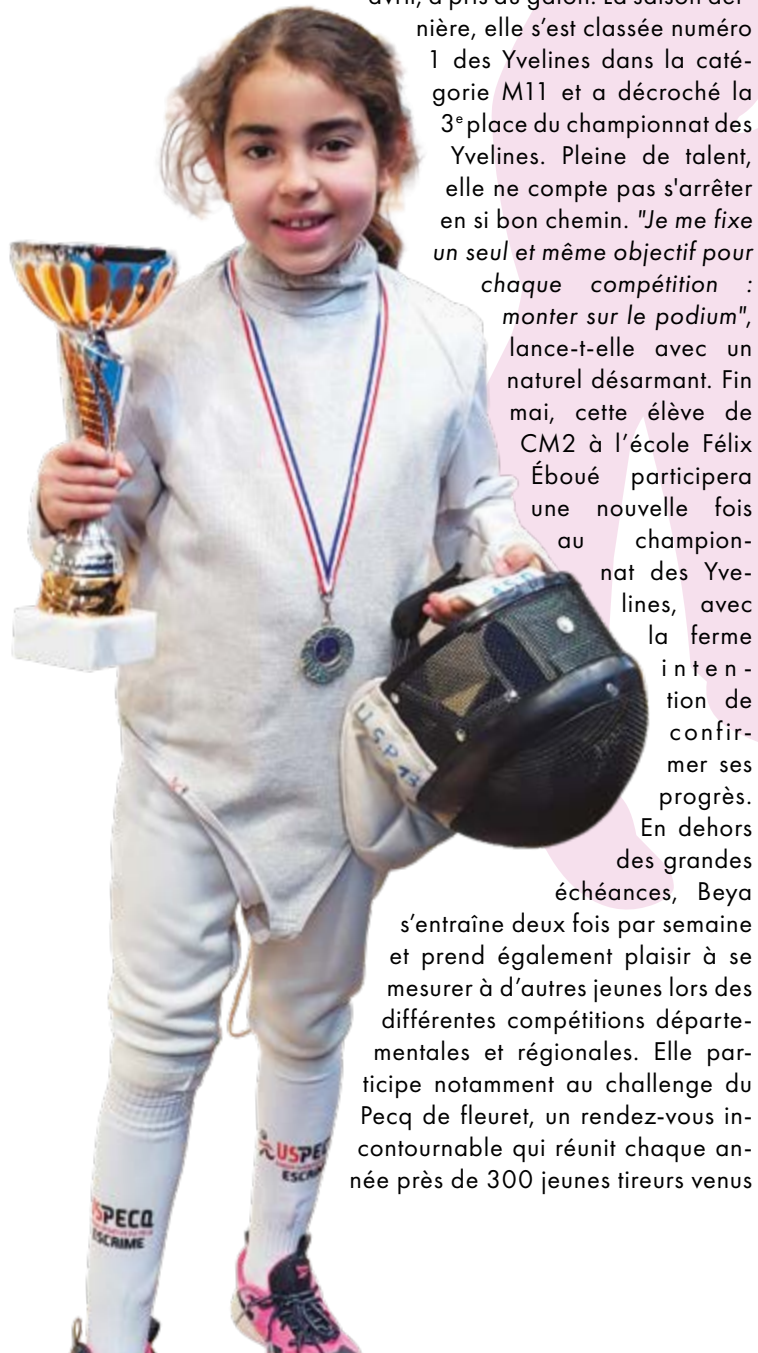 avril, a pris du galon. La saison der-
nière, elle s’est classée numéro
1 des Yvelines dans la caté-
gorie M11 et a décroché la
3e place du championnat des
Yvelines. Pleine de talent,
elle ne compte pas s'arrêter
en si bon chemin. "Je me fixe
un seul et même objectif pour
chaque compétition :
monter sur le podium",
lance-t-elle avec un
naturel désarmant. Fin
mai, cette élève de
CM2 à l’école Félix
Éboué participera
une nouvelle fois
au champion-
nat des Yve-
lines, avec
la ferme
inten-
tion de
confir-
mer ses
progrès.
En dehors
des grandes
échéances, Beya
s’entraîne deux fois par semaine
et prend également plaisir à se
mesurer à d’autres jeunes lors des
différentes compétitions départe-
mentales et régionales. Elle par-
ticipe notamment au challenge du
Pecq de fleuret, un rendez-vous in-
contournable qui réunit chaque an-
née près de 300 jeunes tireurs venus
U.S.P 13
USPEC
ESCRI
USPECQ
ESCRIME